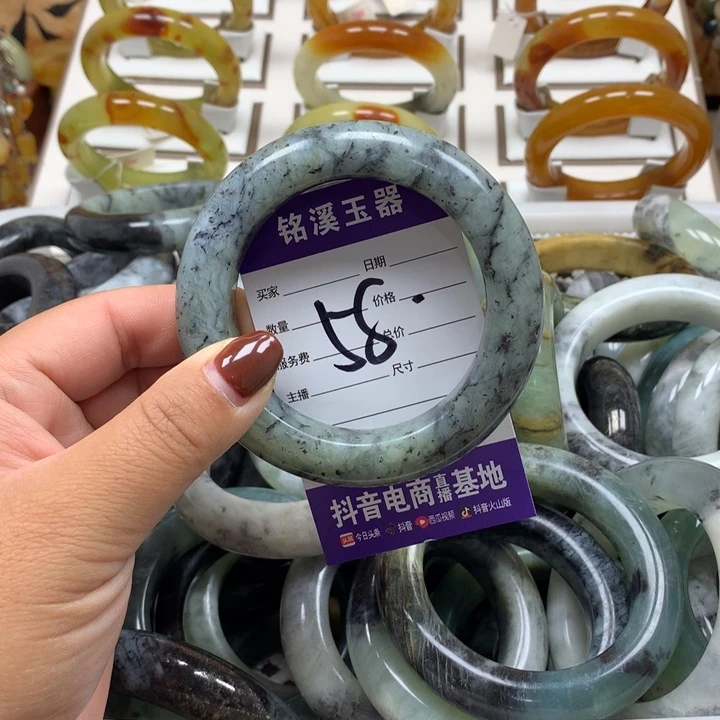 铭溪玉器
日期
买家
价格
数量
58.
总价
服务费
尺寸
主播
抖音电商直播基地
头条 今日头条 抖音 西瓜视频 抖音火山版